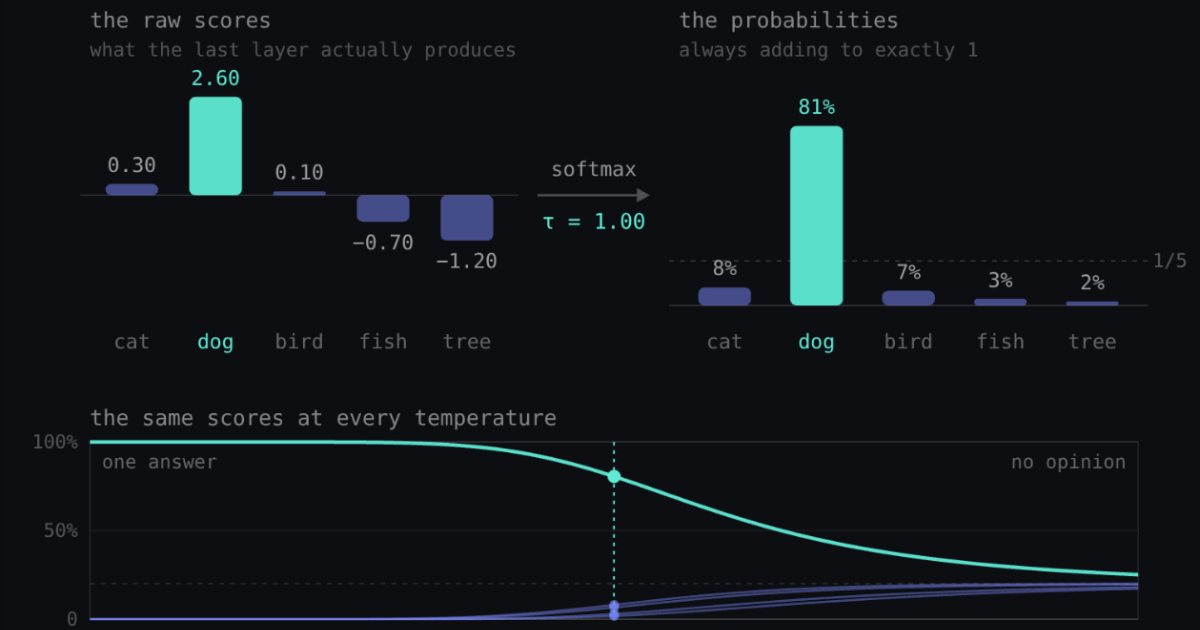 the raw scores
what the last layer actually produces
2.60
0.30
0.10
−0.70
−1.20
cat dog bird fish tree
softmax
τ = 1.00
the probabilities
always adding to exactly 1
81%
1/5
8%
7%
3%
2%
cat dog bird fish tree
the same scores at every temperature
100%
one answer
no opinion
50%
0